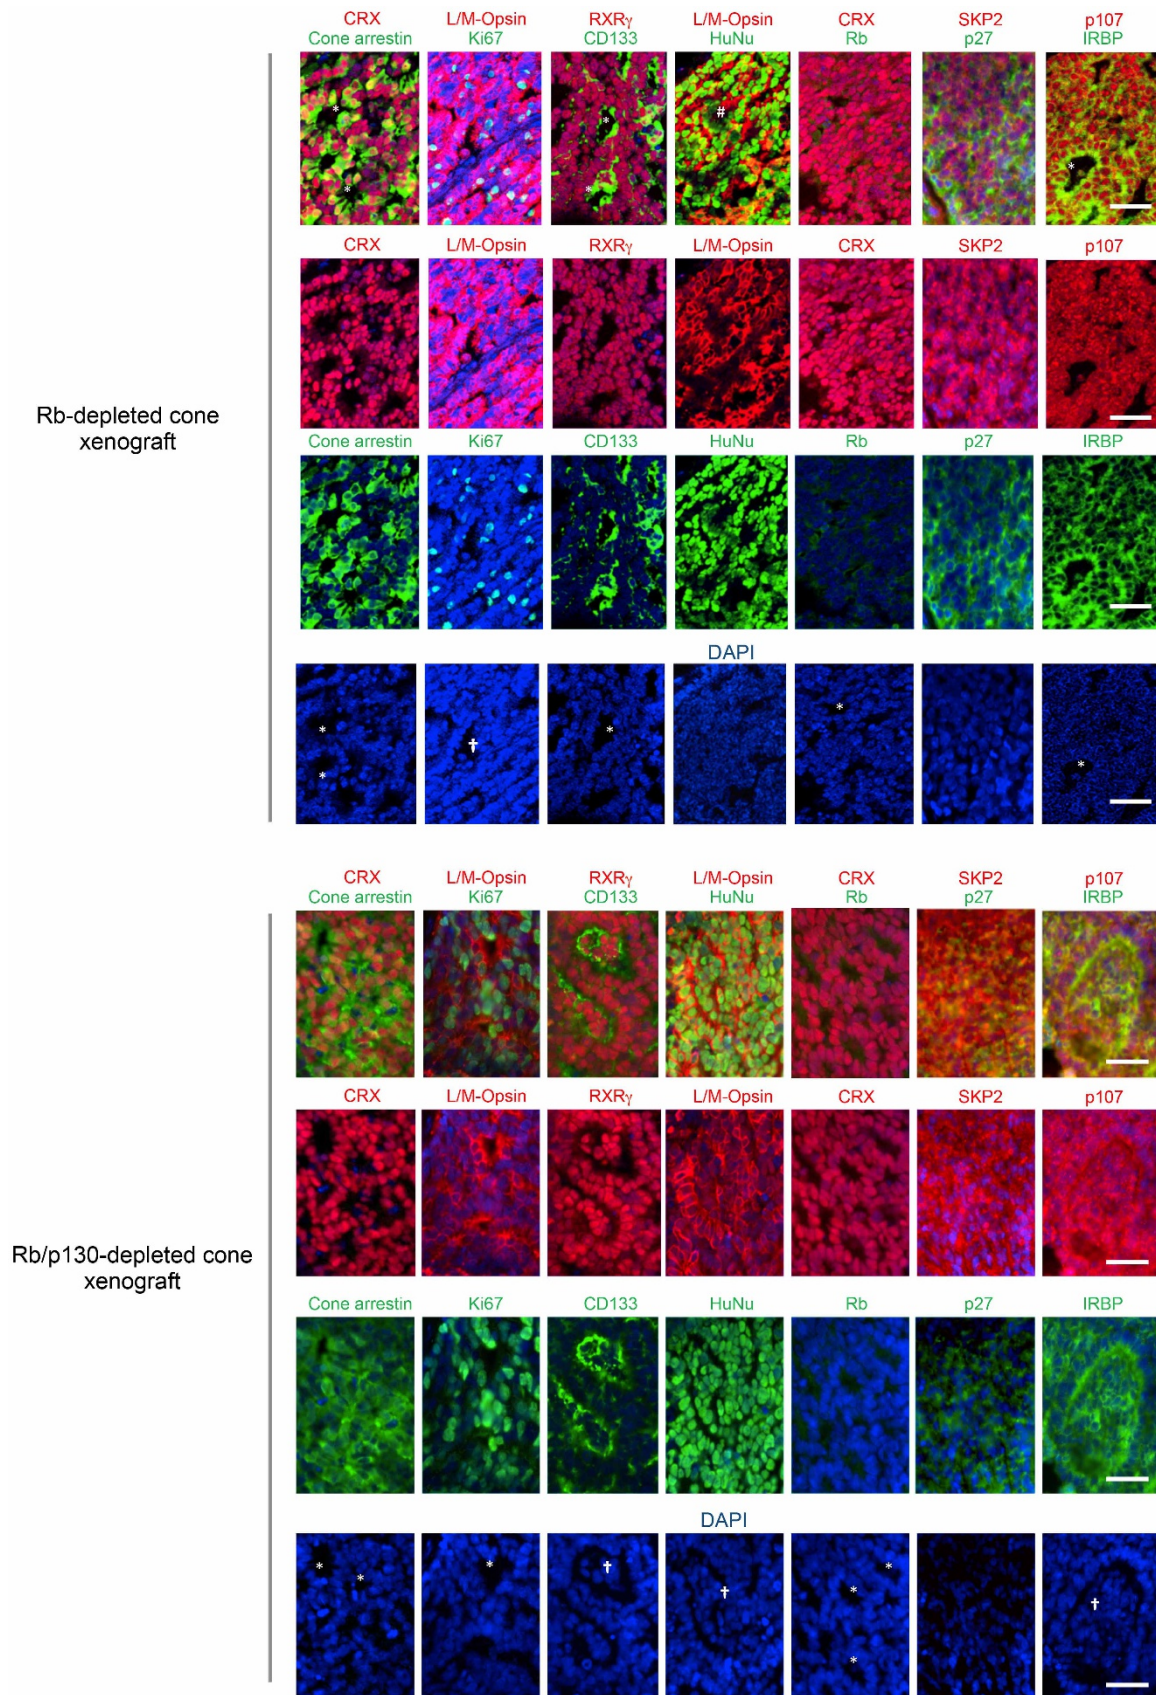 CRX L/M-Opsin RXRγ L/M-Opsin CRX SKP2 p107
Cone arrestin Ki67 CD133 HuNu Rb p27 IRBP
* * # *
* *
CRX L/M-Opsin RXRγ L/M-Opsin CRX SKP2 p107
Rb-depleted cone
xenograft
Cone arrestin Ki67 CD133 HuNu Rb p27 IRBP
DAPI
* † * * *
*
CRX L/M-Opsin RXRγ L/M-Opsin CRX SKP2 p107
Cone arrestin Ki67 CD133 HuNu Rb p27 IRBP
CRX L/M-Opsin RXRγ L/M-Opsin CRX SKP2 p107
Rb/p130-depleted cone
xenograft
Cone arrestin Ki67 CD133 HuNu Rb p27 IRBP
DAPI
* * * † † * * †
*